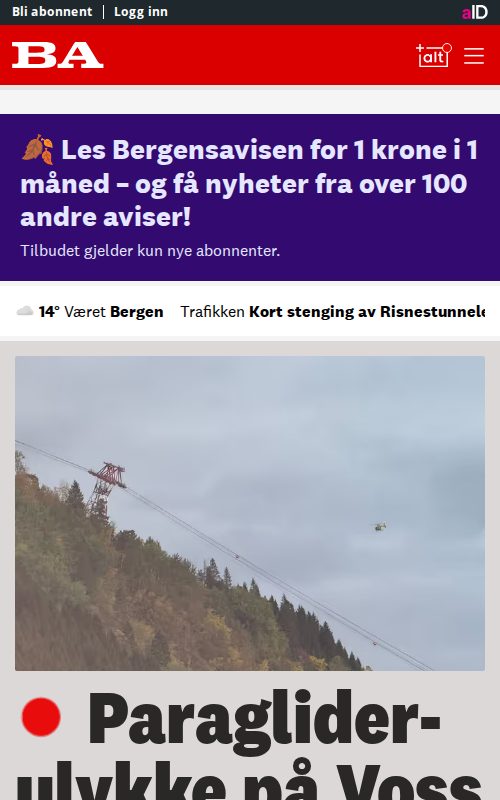 Bli abonnent
Logg inn
aID
BA
alt
Les Bergensavisen for 1 krone i 1
måned – og få nyheter fra over 100
andre aviser!
Tilbudet gjelder kun nye abonnenter.
14° Været Bergen
Trafikken Kort stenging av Risnestunnele
Paraglider-
ulykke på Voss